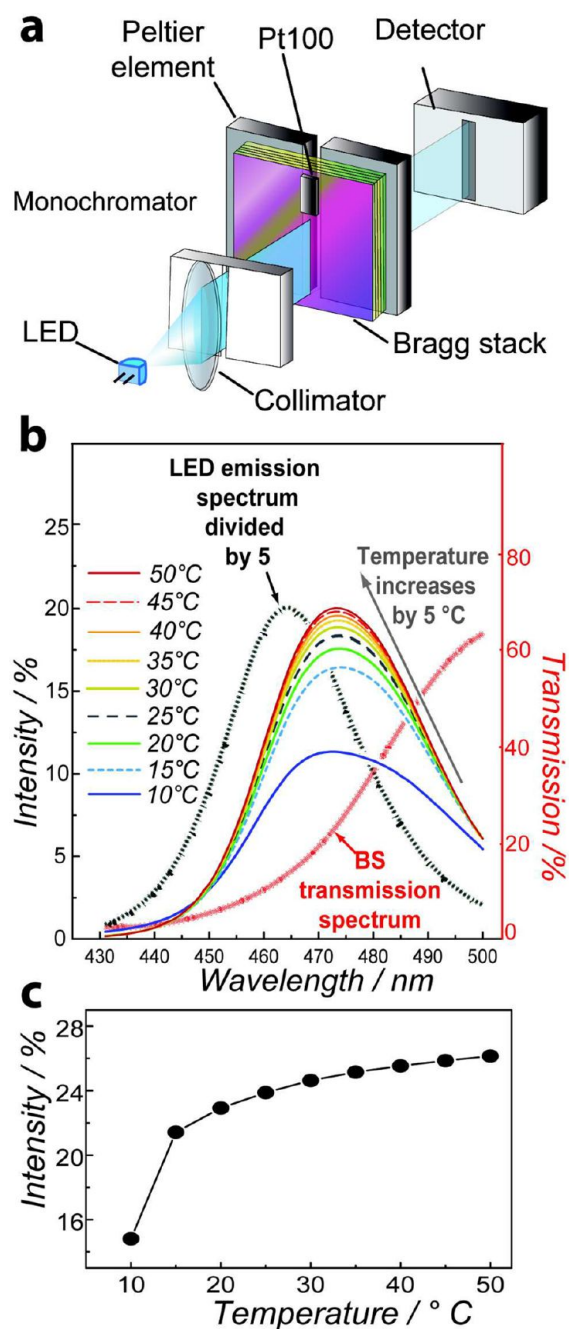 a
Peltier
element
Pt100
Detector
Monochromator
LED
Collimator
Bragg stack
b
LED emission
spectrum
divided
by 5
Temperature
increases
by 5 °C
50°C
45°C
40°C
35°C
30°C
25°C
20°C
15°C
10°C
BS
transmission
spectrum
Intensity / %
25
20
15
10
5
0
Transmission /%
80
60
40
20
0
430 440 450 460 470 480 490 500
Wavelength / nm
c
Intensity / %
28
24
20
16
10 20 30 40 50
Temperature / ° C